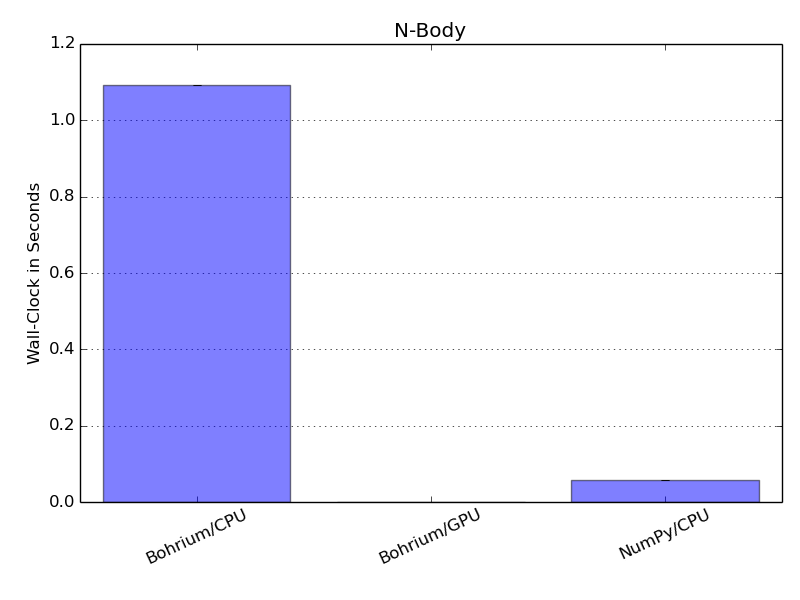 N-Body
Wall-Clock in Seconds
1.2
1.0
0.8
0.6
0.4
0.2
0.0
Bohrium/CPU
Bohrium/GPU
NumPy/CPU